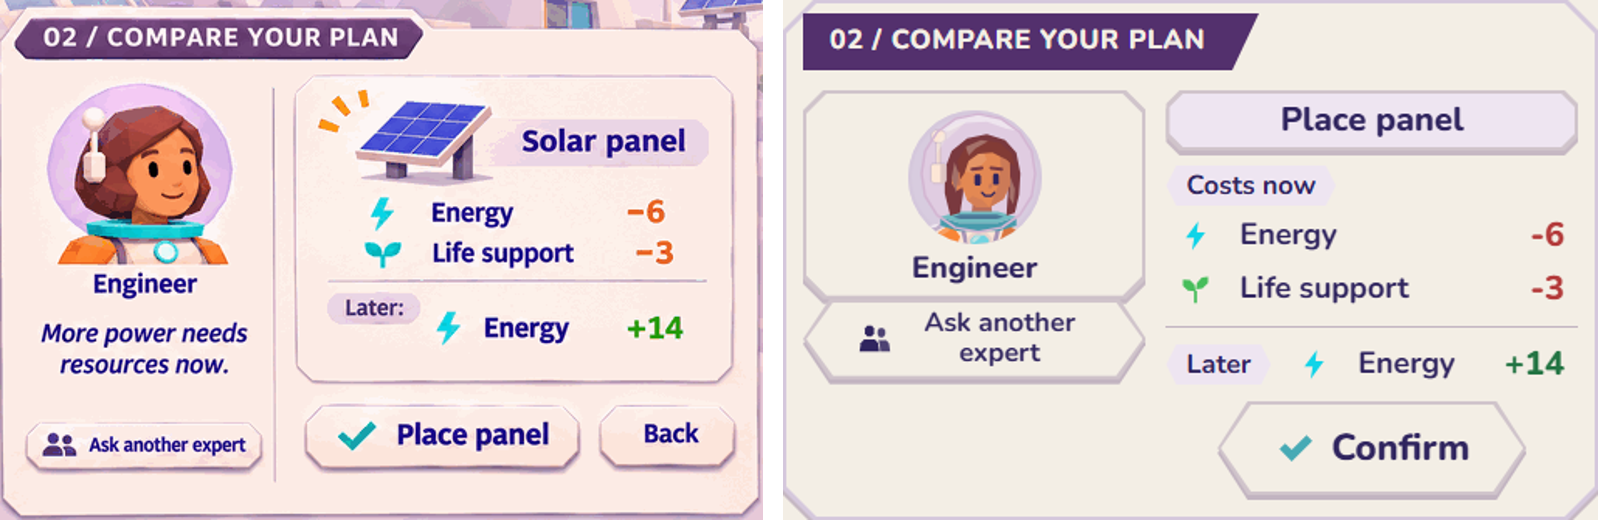 02 / COMPARE YOUR PLAN
Engineer
More power needs
resources now.
Ask another expert
Solar panel
Energy −6
Life support −3
Later: Energy +14
Place panel
Back
02 / COMPARE YOUR PLAN
Engineer
Ask another
expert
Place panel
Costs now
Energy -6
Life support -3
Later Energy +14
Confirm